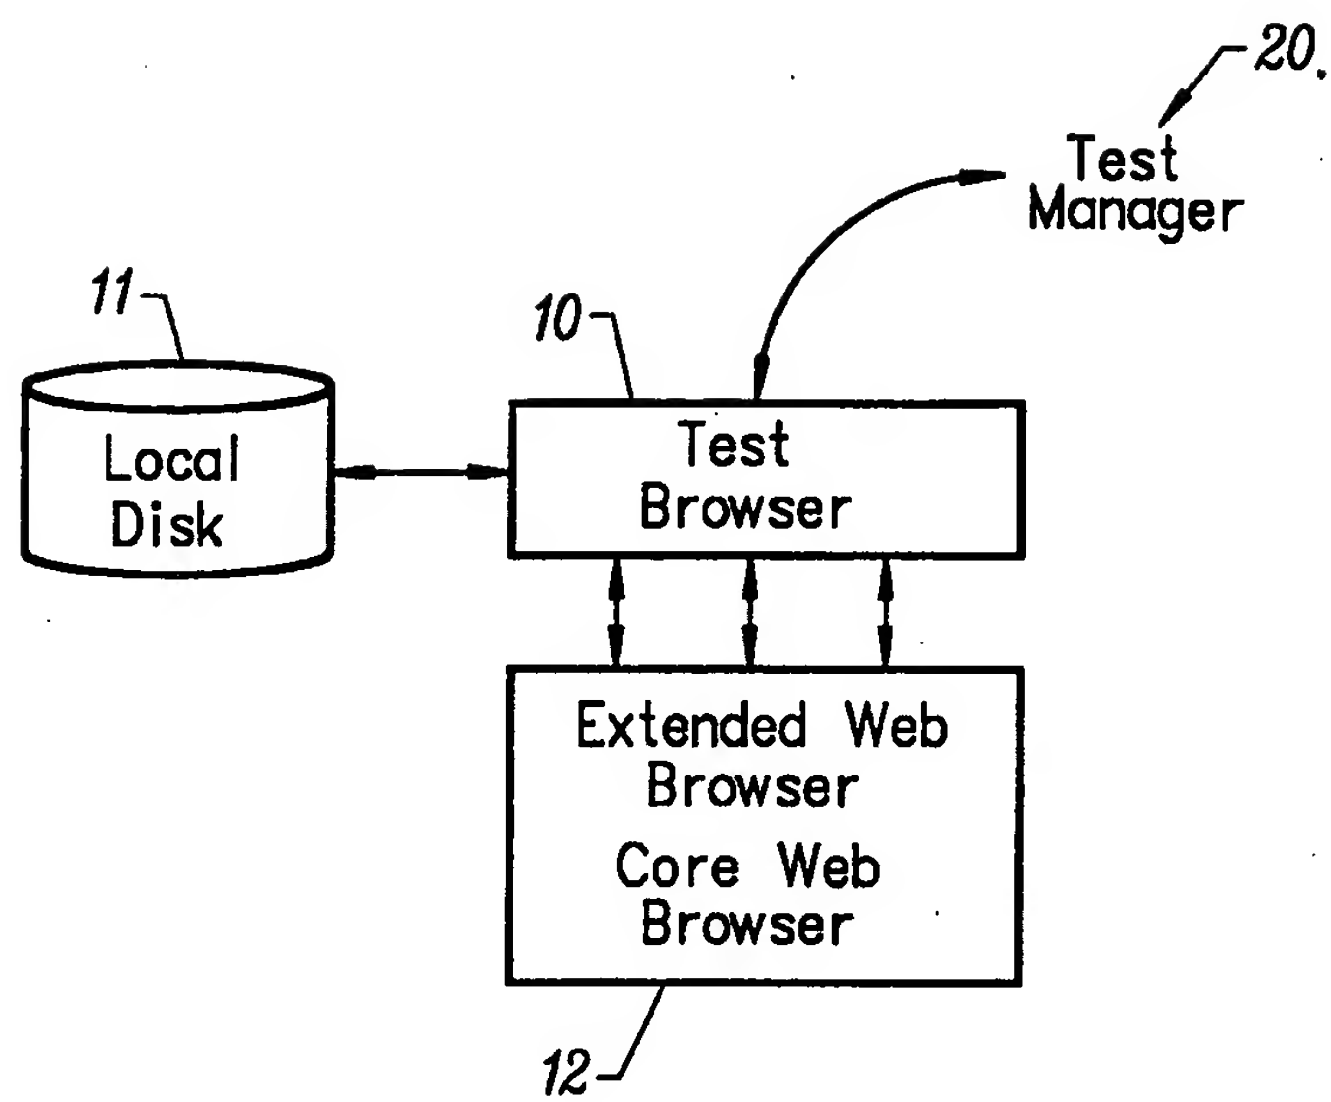 20
Test
Manager
11
10
Local
Disk
Test
Browser
Extended Web
Browser
Core Web
Browser
12